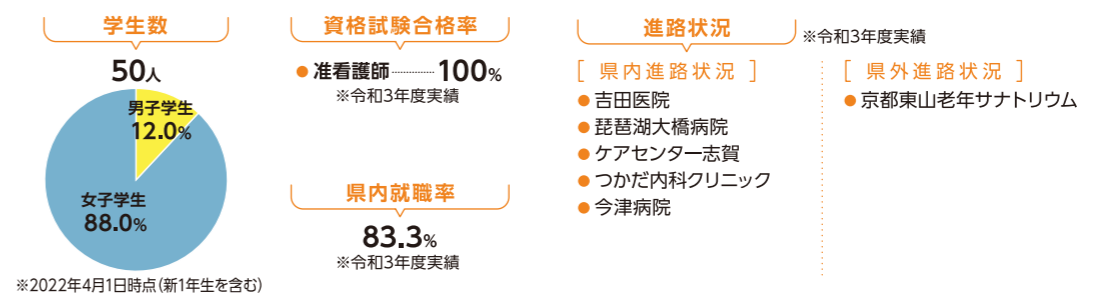 学生数
50人
男子学生
12.0%
女子学生
88.0%
※2022年4月1日時点(新1年生を含む)
資格試験合格率
● 准看護師 ………… 100%
※令和3年度実績
県内就職率
83.3%
※令和3年度実績
進路状況
※令和3年度実績
[ 県内進路状況 ]
● 吉田医院
● 琵琶湖大橋病院
● ケアセンター志賀
● つかだ内科クリニック
● 今津病院
[ 県外進路状況 ]
● 京都東山老年サナトリウム